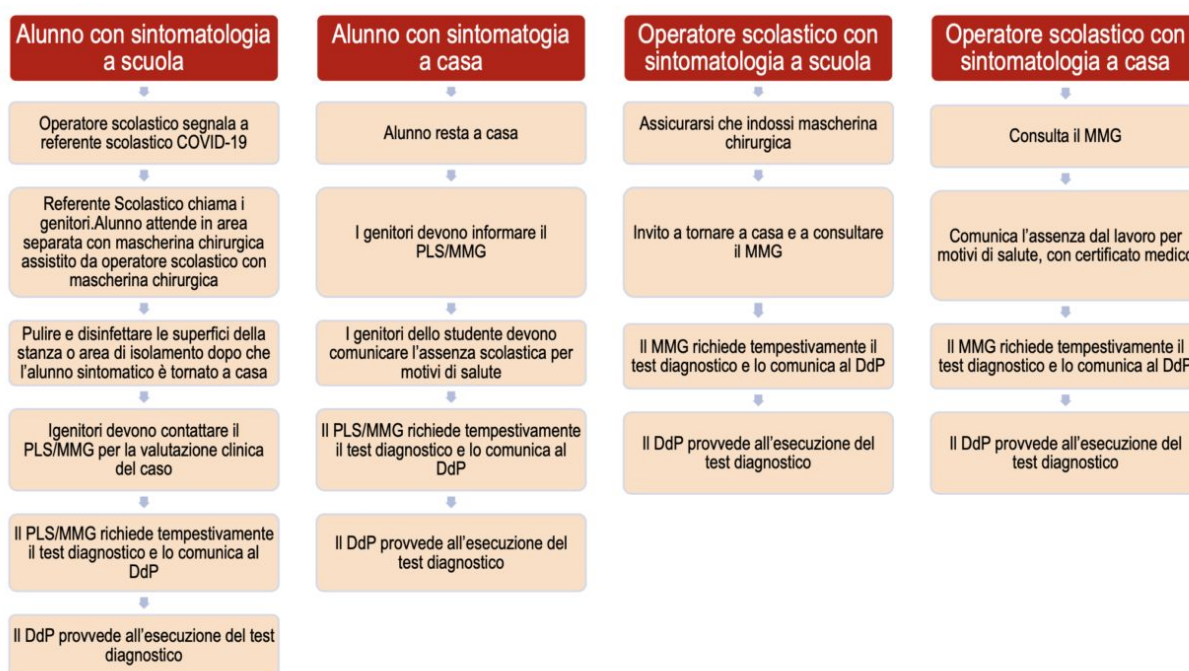 Alunno con sintomatologia
a scuola
Operatore scolastico segnala a
referente scolastico COVID-19
Referente Scolastico chiama i
genitori.Alunno attende in area
separata con mascherina chirurgica
assistito da operatore scolastico con
mascherina chirurgica
Pulire e disinfettare le superfici della
stanza o area di isolamento dopo che
l'alunno sintomatico è tornato a casa
Igenitori devono contattare il
PLS/MMG per la valutazione clinica
del caso
Il PLS/MMG richiede tempestivamente
il test diagnostico e lo comunica al
DdP
Il DdP provvede all'esecuzione del test
diagnostico
Alunno con sintomatogia
a casa
Alunno resta a casa
I genitori devono informare il
PLS/MMG
I genitori dello studente devono
comunicare l'assenza scolastica per
motivi di salute
Il PLS/MMG richiede tempestivamente
il test diagnostico e lo comunica al
DdP
Il DdP provvede all'esecuzione del
test diagnostico
Operatore scolastico con
sintomatologia a scuola
Assicurarsi che indossi mascherina
chirurgica
Invito a tornare a casa e a consultare
il MMG
Il MMG richiede tempestivamente il
test diagnostico e lo comunica al DdP
Il DdP provvede all'esecuzione del
test diagnostico
Operatore scolastico con
sintomatologia a casa
Consulta il MMG
Comunica l'assenza dal lavoro per
motivi di salute, con certificato medico
Il MMG richiede tempestivamente il
test diagnostico e lo comunica al DdP
Il DdP provvede all'esecuzione del
test diagnostico